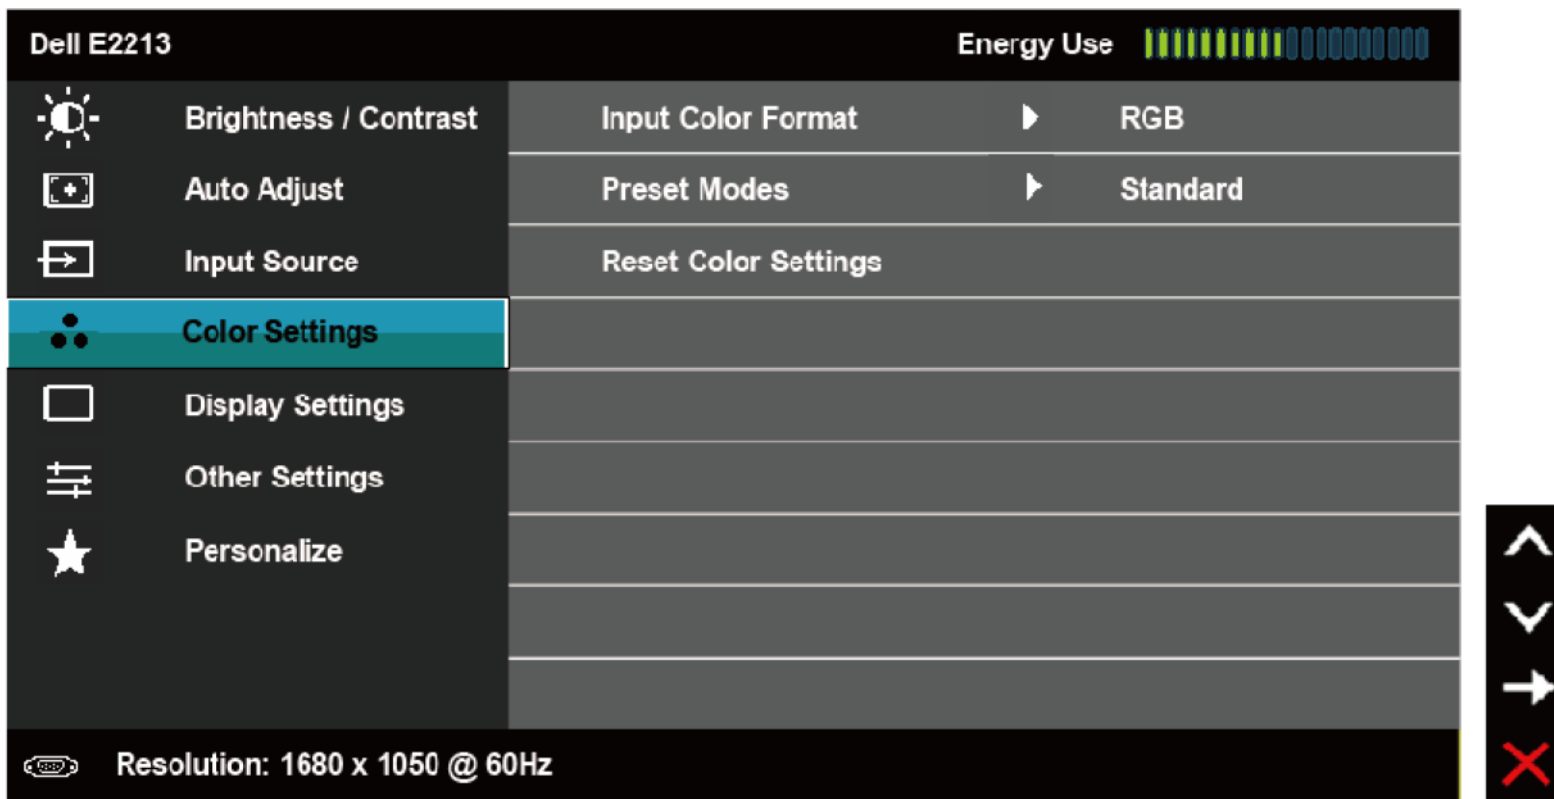 Dell E2213 Energy Use
Brightness / Contrast Input Color Format RGB
Auto Adjust Preset Modes Standard
Input Source Reset Color Settings
Color Settings
Display Settings
Other Settings
Personalize
Resolution: 1680 x 1050 @ 60Hz